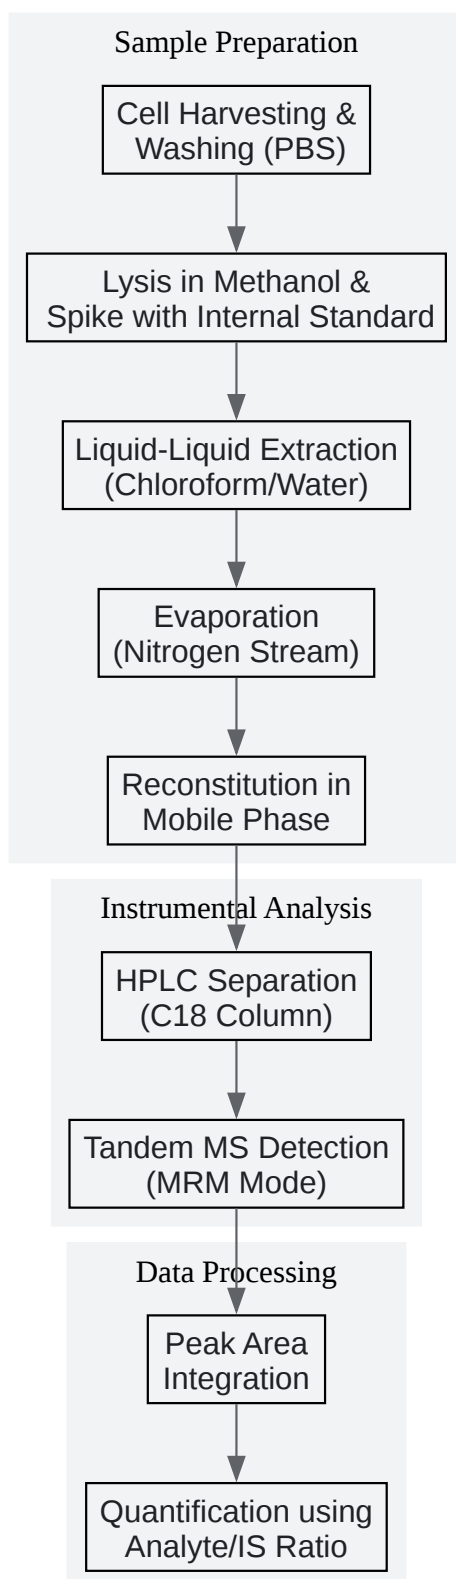 Sample Preparation
Cell Harvesting &
Washing (PBS)
Lysis in Methanol &
Spike with Internal Standard
Liquid-Liquid Extraction
(Chloroform/Water)
Evaporation
(Nitrogen Stream)
Reconstitution in
Mobile Phase
Instrumental Analysis
HPLC Separation
(C18 Column)
Tandem MS Detection
(MRM Mode)
Data Processing
Peak Area
Integration
Quantification using
Analyte/IS Ratio